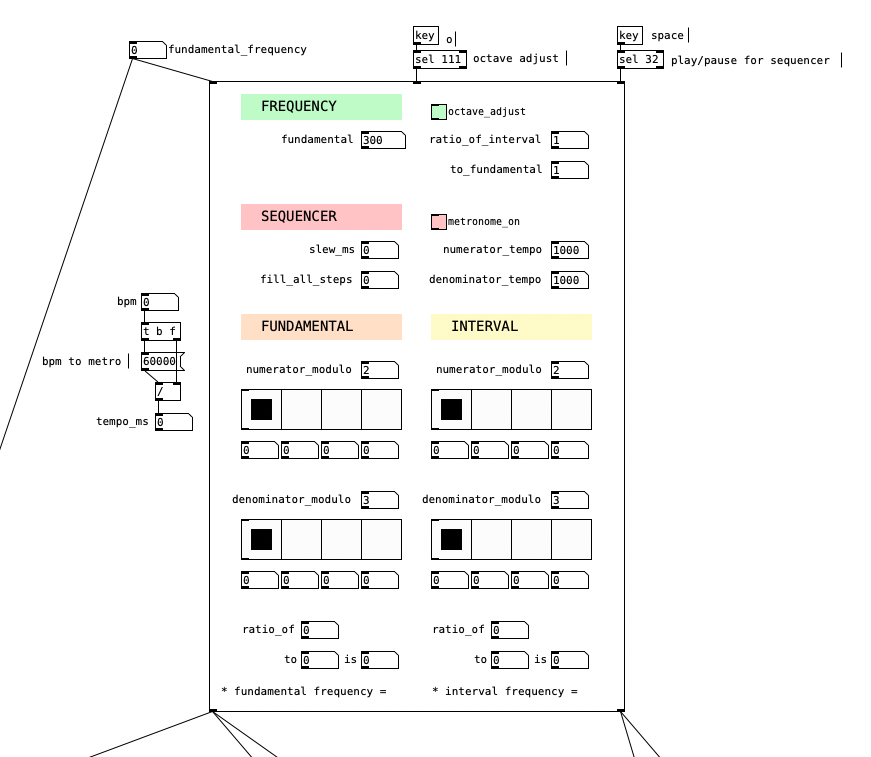 key o
key space
0 fundamental_frequency
sel 111 octave adjust
sel 32 play/pause for sequencer
FREQUENCY
octave_adjust
fundamental 300
ratio_of_interval 1
to_fundamental 1
SEQUENCER
metronome_on
slew_ms 0
numerator_tempo 1000
fill_all_steps 0
denominator_tempo 1000
bpm 0
t b f
bpm to metro 60000
/
tempo_ms 0
FUNDAMENTAL
INTERVAL
numerator_modulo 2
numerator_modulo 2
0 0 0 0
0 0 0 0
denominator_modulo 3
denominator_modulo 3
0 0 0 0
0 0 0 0
ratio_of 0
ratio_of 0
to 0 is 0
to 0 is 0
* fundamental frequency =
* interval frequency =